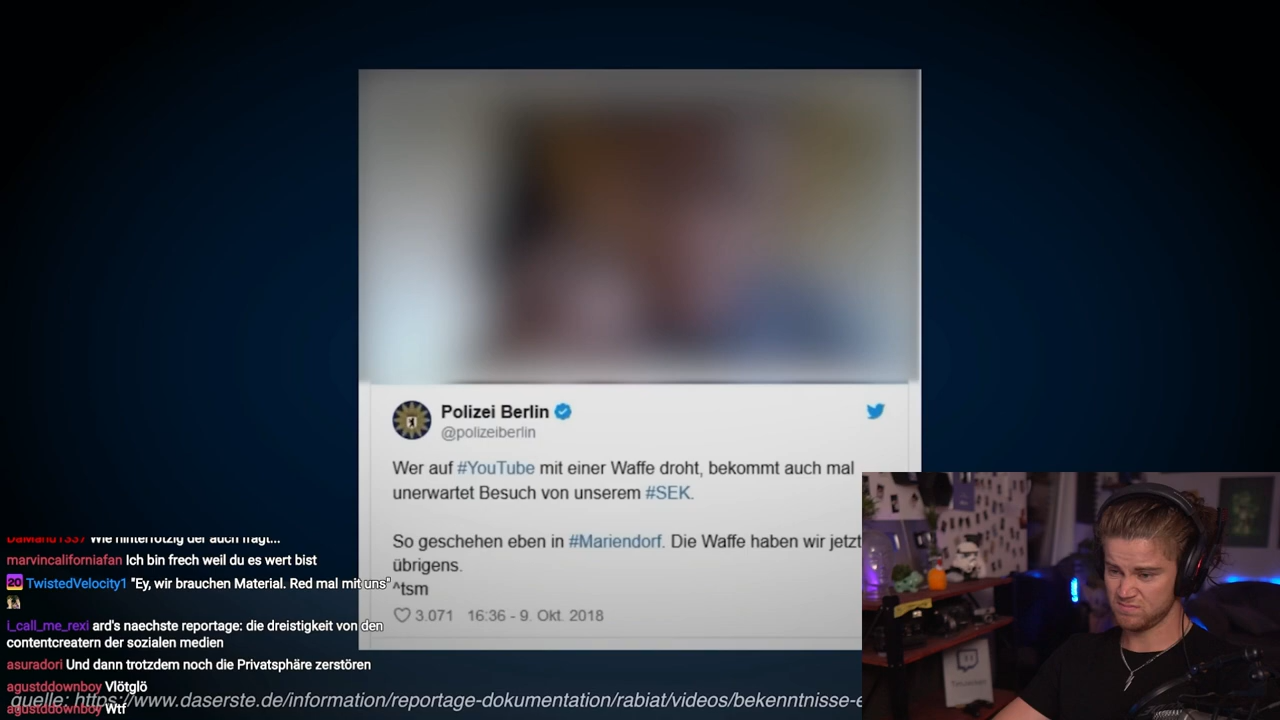 Polizei Berlin
@polizeiberlin
Wer auf #YouTube mit einer Waffe droht, bekommt auch mal
unerwartet Besuch von unserem #SEK.
So geschehen eben in #Mariendorf. Die Waffe haben wir jetzt
übrigens.
^tsm
3.071 16:36 - 9. Okt. 2018
DaManu1337 Wie hinterfotzig der auch fragt...
marvincaliforniafan Ich bin frech weil du es wert bist
20 TwistedVelocity1 "Ey, wir brauchen Material. Red mal mit uns"
i_call_me_rexi ard's naechste reportage: die dreistigkeit von den
contentcreatern der sozialen medien
asuradori Und dann trotzdem noch die Privatsphäre zerstören
agustddownboy Vlötglö
agustddownboy Wtf
quelle: https://www.daserste.de/information/reportage-dokumentation/rabiat/videos/bekenntnisse-e